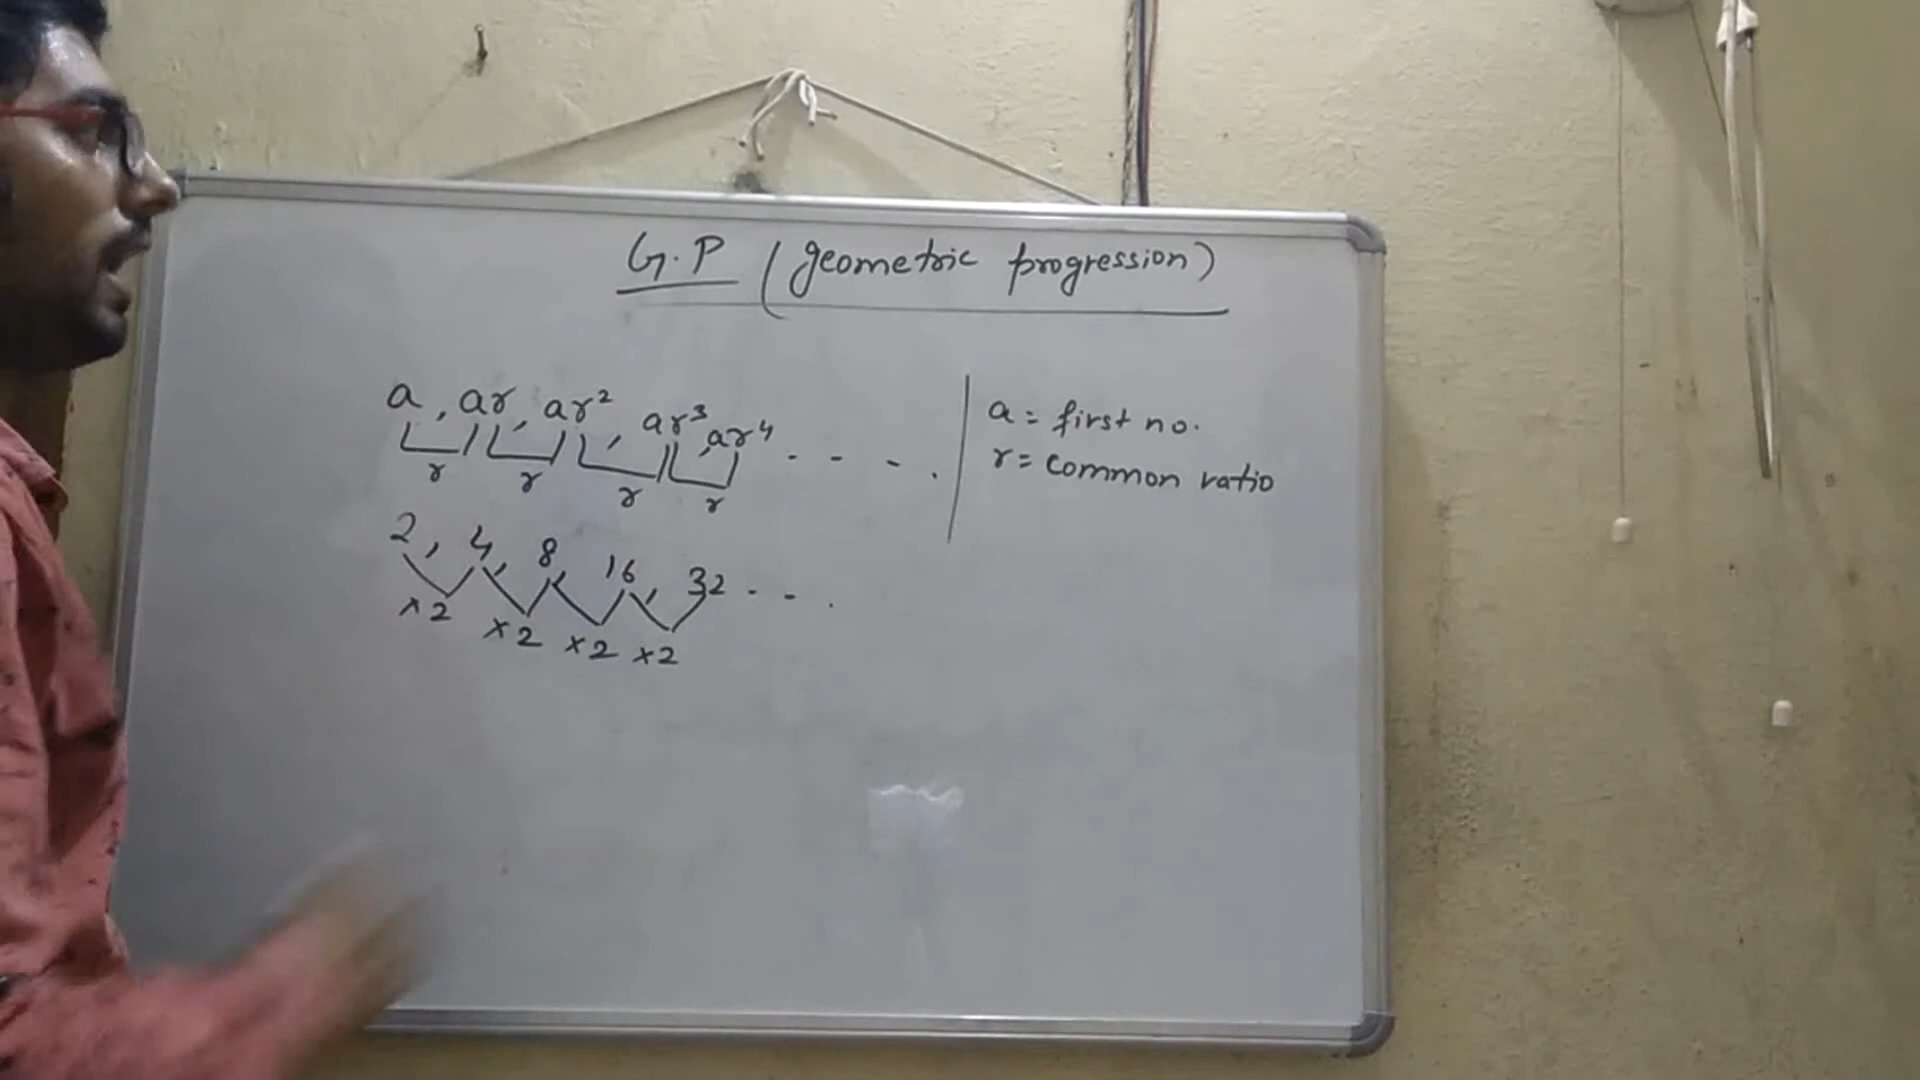 G.P (geometric progression)
a, ar, ar², ar³, ar⁴ - - - .
r r r r
a = first no.
r = common ratio
2, 4, 8, 16, 32 - - .
×2 ×2 ×2 ×2